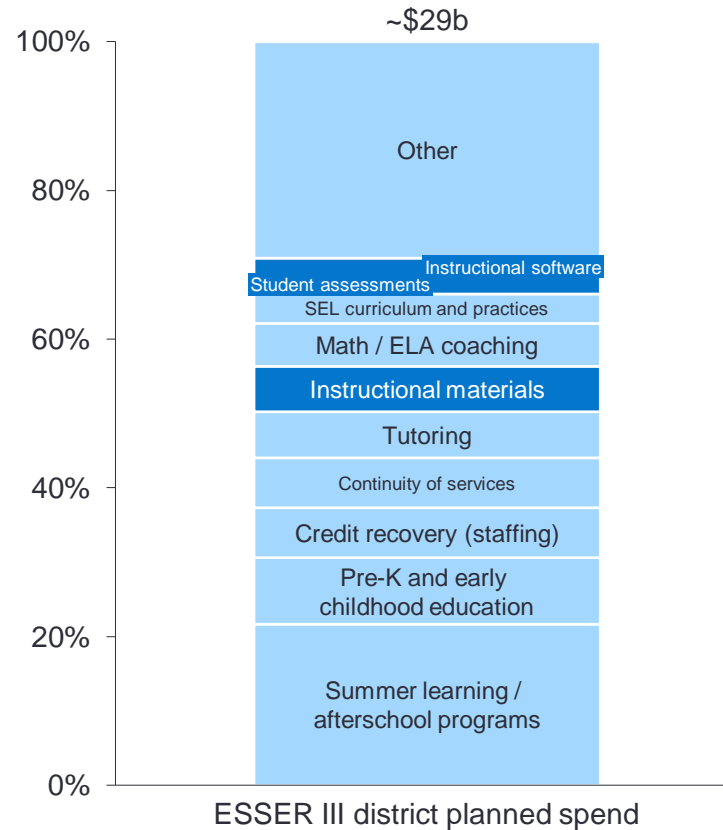 ~$29b
100%
80%
60%
40%
20%
0%
Other
Instructional software
Student assessments
SEL curriculum and practices
Math / ELA coaching
Instructional materials
Tutoring
Continuity of services
Credit recovery (staffing)
Pre-K and early
childhood education
Summer learning /
afterschool programs
ESSER III district planned spend